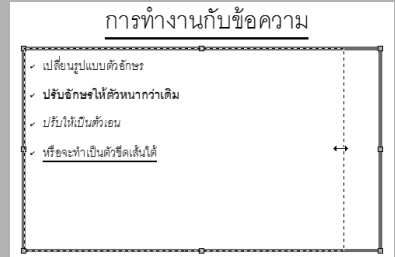 การทำงานกับข้อความ
✓ เปลี่ยนรูปแบบตัวอักษร
✓ ปรับอักษรให้ตัวหนากว่าเดิม
✓ ปรับให้เป็นตัวเอน
✓ หรือจะทำเป็นตัวขีดเส้นใต้